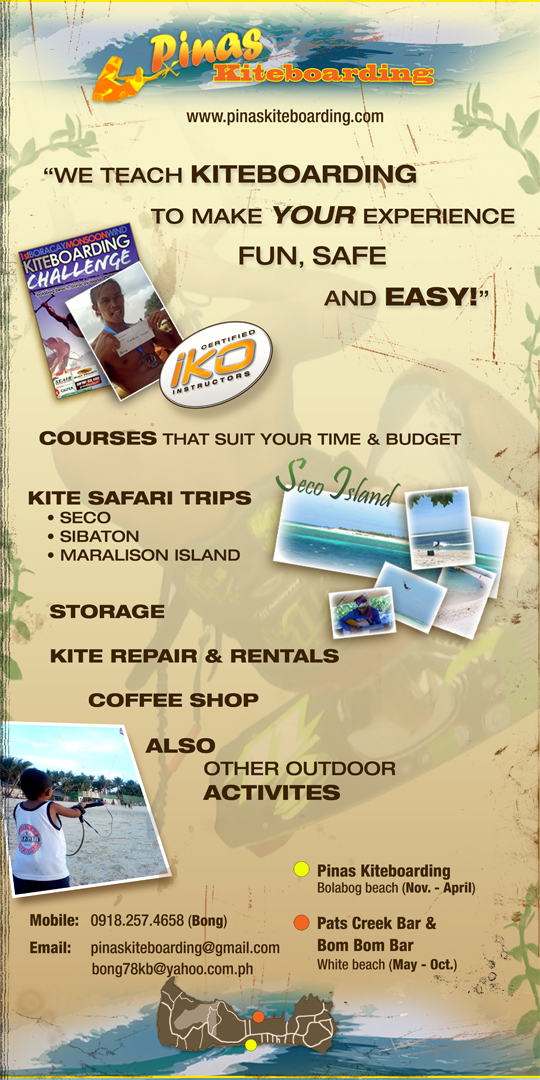 Pinas
Kiteboarding
www.pinaskiteboarding.com
“WE TEACH KITEBOARDING
TO MAKE YOUR EXPERIENCE
FUN, SAFE
AND EASY!”
1st BORACAY MONSOON WIND
KITEBOARDING
CHALLENGE
CERTIFIED
iKO
INSTRUCTORS
COURSES THAT SUIT YOUR TIME & BUDGET
KITE SAFARI TRIPS
• SECO
• SIBATON
• MARALISON ISLAND
Seco Island
STORAGE
KITE REPAIR & RENTALS
COFFEE SHOP
ALSO
OTHER OUTDOOR
ACTIVITES
Pinas Kiteboarding
Bolabog beach (Nov. - April)
Mobile: 0918.257.4658 (Bong)
Email: pinaskiteboarding@gmail.com
bong78kb@yahoo.com.ph
Pats Creek Bar &
Bom Bom Bar
White beach (May - Oct.)